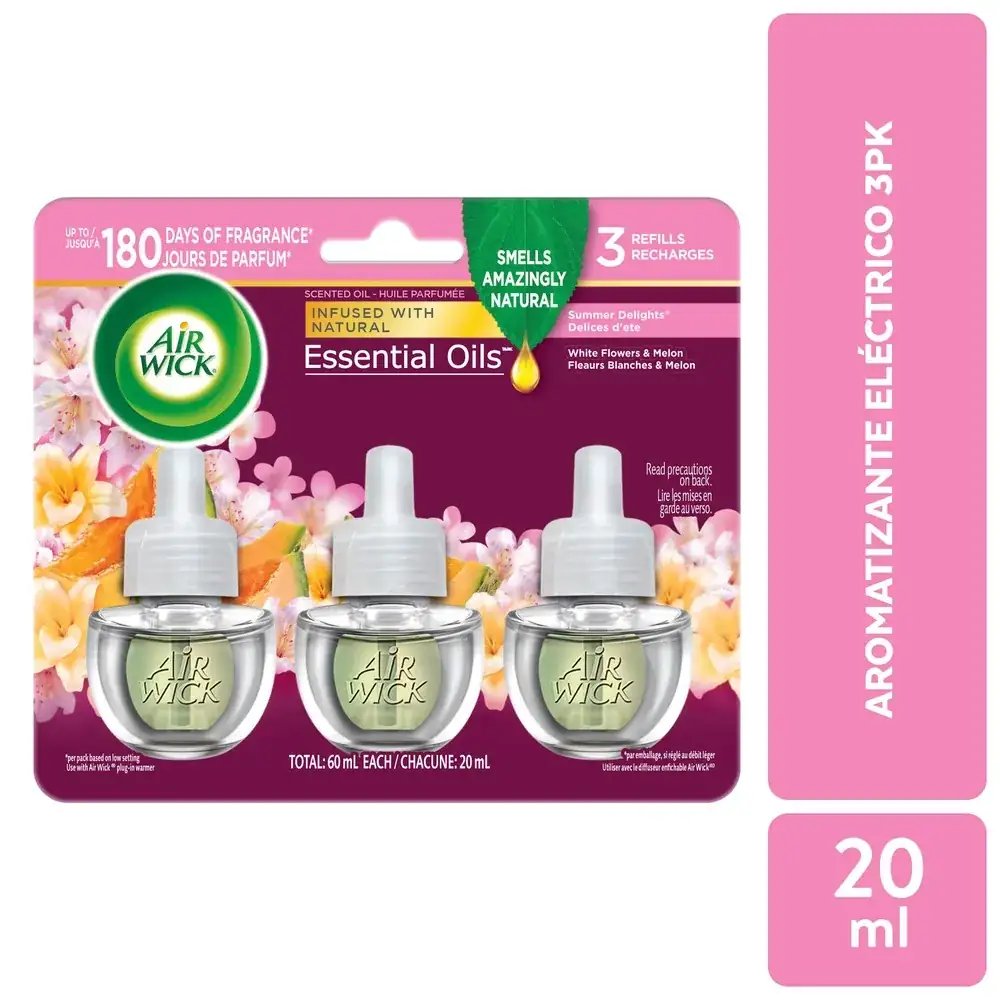 UP TO /
JUSQU'À
180
DAYS OF FRAGRANCE*
JOURS DE PARFUM*
SMELLS
AMAZINGLY
NATURAL
3
REFILLS
RECHARGES
AIR
WICK®
SCENTED OIL - HUILE PARFUMÉE
INFUSED WITH
NATURAL
Essential Oils
Summer Delights®
Delices d'ete
White Flowers & Melon
Fleaurs Blanches & Melon
Read precautions
on back.
Lire les mises en
garde au verso.
AIR
WICK
AIR
WICK
AIR
WICK
*per pack based on low setting
Use with Air Wick® plug-in warmer
TOTAL: 60 mL EACH / CHACUNE: 20 mL
*par emballage, si réglé au débit léger
Utiliser avec le diffuseur enfichable Air Wick
AROMATIZANTE ELÉCTRICO 3PK
20
ml